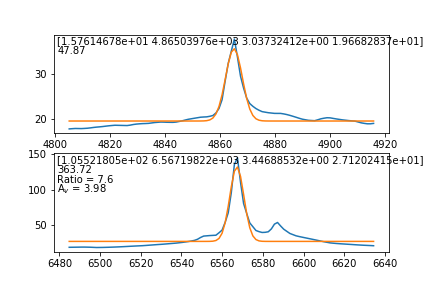 [1.57614678e+01 4.86503976e+03 3.03732412e+00 1.96682837e+01]
47.87
30
20
4800 4820 4840 4860 4880 4900 4920
150
[1.05521805e+02 6.56719822e+03 3.44688532e+00 2.71202415e+01]
363.72
Ratio = 7.6
Aᵥ = 3.98
100
50
6480 6500 6520 6540 6560 6580 6600 6620 6640